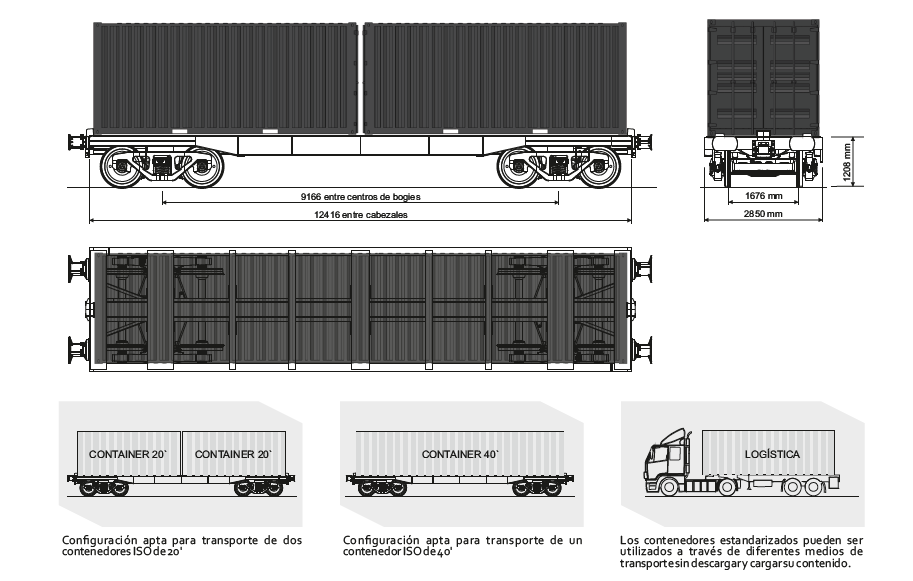 1208 mm
9166 entre centros de bogies
1676 mm
12416 entre cabezales
2850 mm
CONTAINER 20`
CONTAINER 20`
CONTAINER 40`
LOGÍSTICA
Configuración apta para transporte de dos
contenedores ISO de 20'
Configuración apta para transporte de un
contenedor ISO de 40'
Los contenedores estandarizados pueden ser
utilizados a través de diferentes medios de
transporte sin descargar y cargar su contenido.